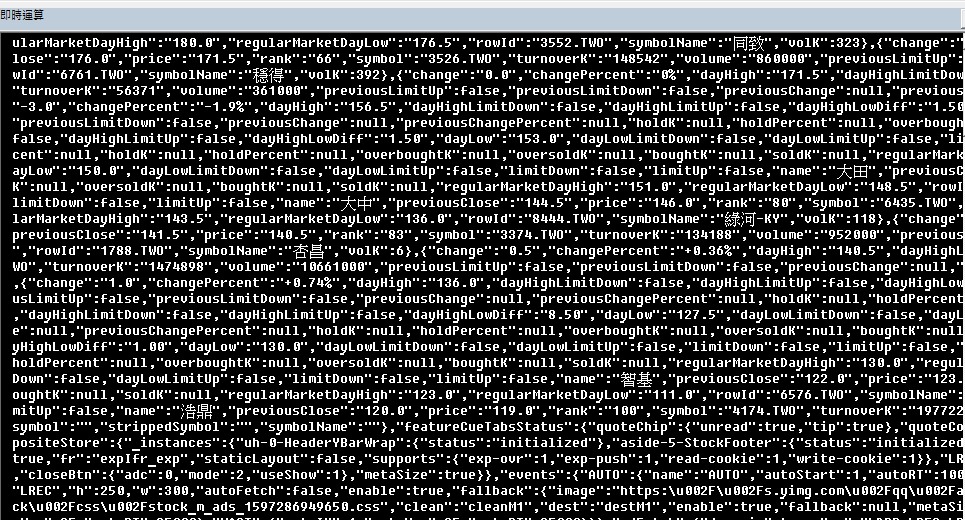 即時運算
ularMarketDayHigh":"180.0","regularMarketDayLow":"176.5","rowId":"3552.TWO","symbolName":"同致","volK":323},{"change":"
lose":"176.0","price":"171.5","rank":"66","symbol":"3526.TWO","turnoverK":"148542","volume":"860000","previousLimitUp":
wId":"6761.TWO","symbolName":"穩得","volK":392},{"change":"0.0","changePercent":"0%","dayHigh":"171.5","dayHighLimitDow
"turnoverK":"56371","volume":"361000","previousLimitUp":false,"previousLimitDown":false,"previousChange":null,"previous
"-3.0","changePercent":"-1.9%","dayHigh":"156.5","dayHighLimitDown":false,"dayHighLimitUp":false,"dayHighLowDiff":"1.50
"previousLimitDown":false,"previousChange":null,"previousChangePercent":null,"holdK":null,"holdPercent":null,"overbough
false,"dayHighLimitUp":false,"dayHighLowDiff":"1.50","dayLow":"153.0","dayLowLimitDown":false,"dayLowLimitUp":false,"li
cent":null,"holdK":null,"holdPercent":null,"overboughtK":null,"oversoldK":null,"boughtK":null,"soldK":null,"regularMark
ayLow":"150.0","dayLowLimitDown":false,"dayLowLimitUp":false,"limitDown":false,"limitUp":false,"name":"大田","previousC
K":null,"oversoldK":null,"boughtK":null,"soldK":null,"regularMarketDayHigh":"151.0","regularMarketDayLow":"148.5","rowI
limitDown":false,"limitUp":false,"name":"大中","previousClose":"144.5","price":"146.0","rank":"80","symbol":"6435.TWO",
larMarketDayHigh":"143.5","regularMarketDayLow":"136.0","rowId":"8444.TWO","symbolName":"綠河-KY","volK":118},{"change"
previousClose":"141.5","price":"140.5","rank":"83","symbol":"3374.TWO","turnoverK":"134188","volume":"952000","previous
","rowId":"1788.TWO","symbolName":"杏昌","volK":6},{"change":"0.5","changePercent":"+0.36%","dayHigh":"140.5","dayHighL
WO","turnoverK":"1474898","volume":"10661000","previousLimitUp":false,"previousLimitDown":false,"previousChange":null,"
,{"change":"1.0","changePercent":"+0.74%","dayHigh":"136.0","dayHighLimitDown":false,"dayHighLimitUp":false,"dayHighLow
usLimitUp":false,"previousLimitDown":false,"previousChange":null,"previousChangePercent":null,"holdK":null,"holdPercent
,"dayHighLimitDown":false,"dayHighLimitUp":false,"dayHighLowDiff":"8.50","dayLow":"127.5","dayLowLimitDown":false,"dayL
e":null,"previousChangePercent":null,"holdK":null,"holdPercent":null,"overboughtK":null,"oversoldK":null,"boughtK":null
yHighLowDiff":"1.00","dayLow":"130.0","dayLowLimitDown":false,"dayLowLimitUp":false,"limitDown":false,"limitUp":false,"
holdPercent":null,"overboughtK":null,"oversoldK":null,"boughtK":null,"soldK":null,"regularMarketDayHigh":"130.0","regul
Down":false,"dayLowLimitUp":false,"limitDown":false,"limitUp":false,"name":"智基","previousClose":"122.0","price":"123.
oughtK":null,"soldK":null,"regularMarketDayHigh":"123.0","regularMarketDayLow":"111.0","rowId":"6576.TWO","symbolName":
mitUp":false,"name":"浩鼎","previousClose":"120.0","price":"119.0","rank":"100","symbol":"4174.TWO","turnoverK":"197722
symbol":"","strippedSymbol":"","symbolName":""},"featureCueTabsStatus":{"quoteChip":{"unread":true,"tip":true},"quoteCo
positeStore":{"_instances":{"uh-0-HeaderYBarWrap":{"status":"initialized"},"aside-5-StockFooter":{"status":"initialized
true,"fr":"expIfr_exp","staticLayout":false,"supports":{"exp-ovr":1,"exp-push":1,"read-cookie":1,"write-cookie":1}},"LR
,"closeBtn":{"adc":0,"mode":2,"useShow":1},"metaSize":true}},"events":{"AUTO":{"name":"AUTO","autoStart":1,"autoRT":100
"LREC","h":250,"w":300,"autoFetch":false,"enable":true,"fallback":{"image":"https:\u002F\u002Fs.yimg.com\u002Fqq\u002Fa
ck\u002Fcss\u002Fstock_m_ads_1597286949650.css","clean":"cleanM1","dest":"destM1","enable":true,"fallback":null,"metaSi